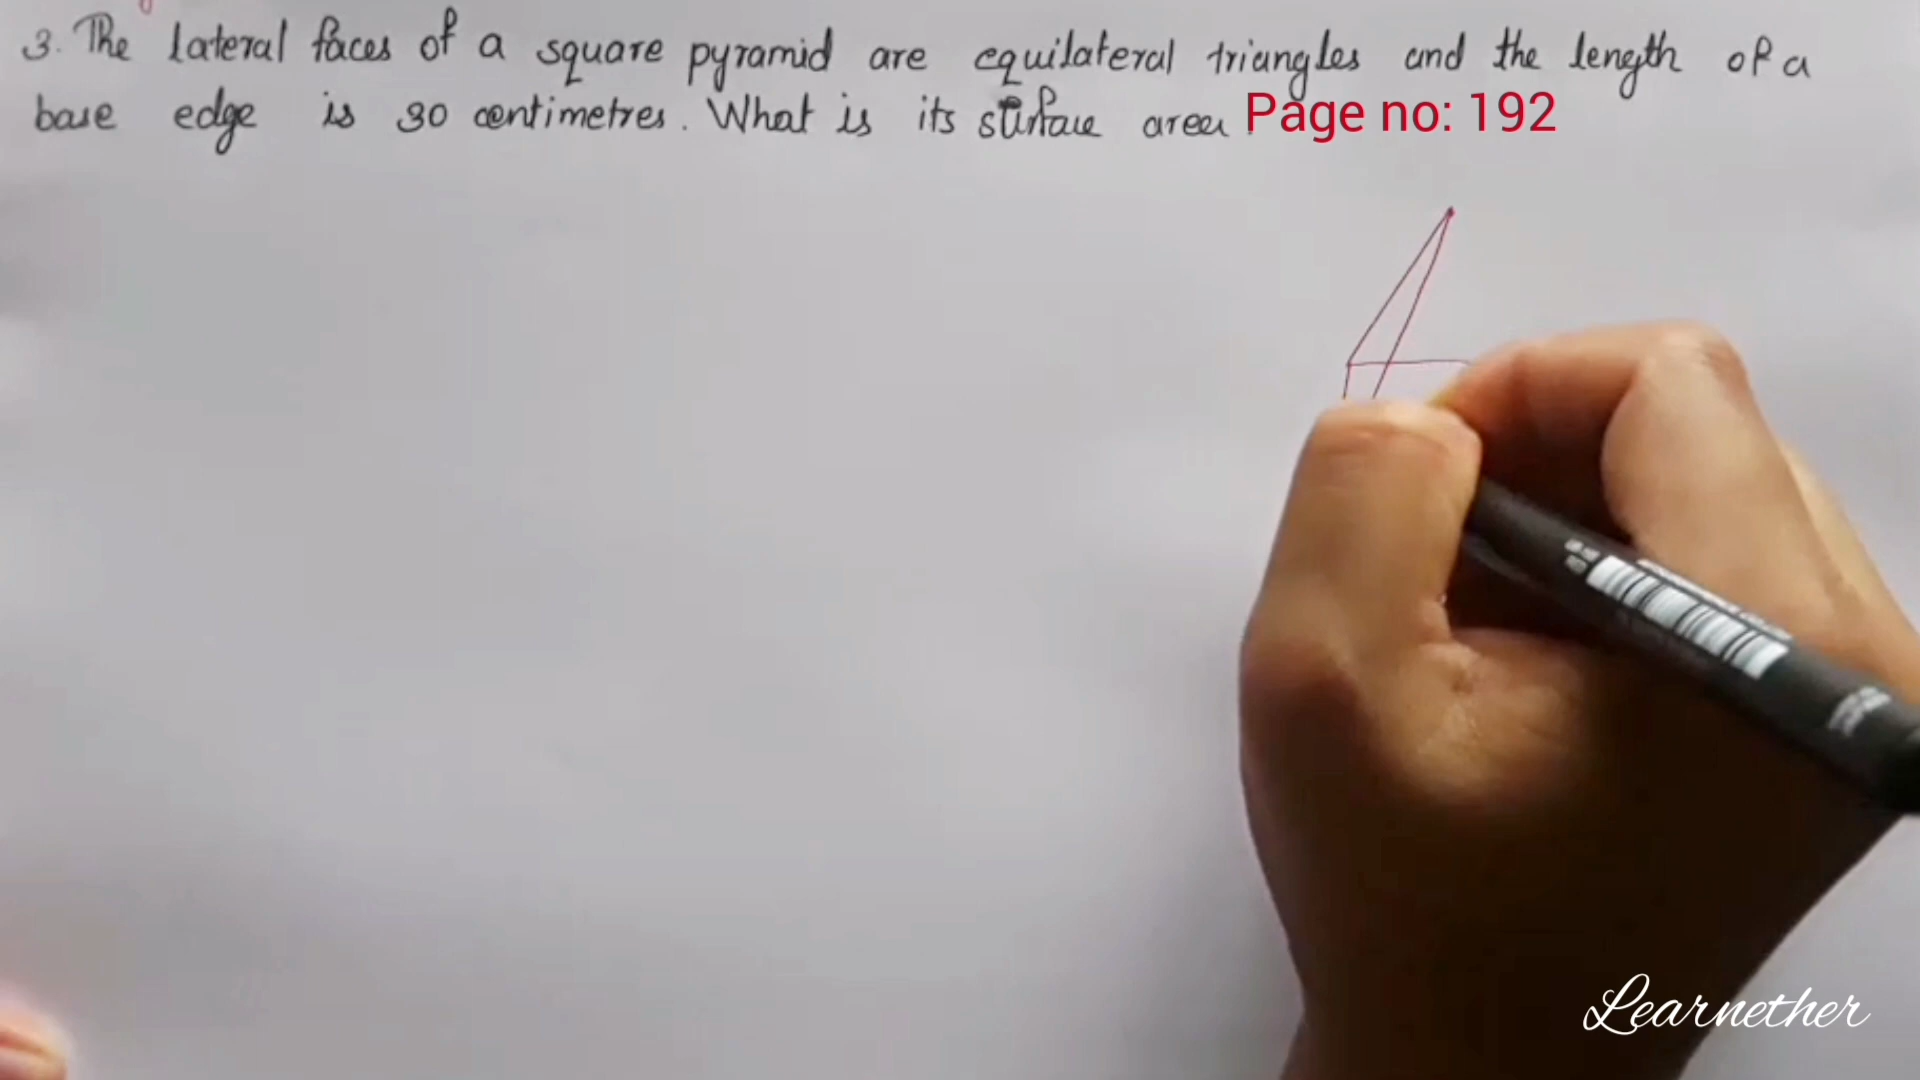 3. The lateral faces of a square pyramid are equilateral triangles and the length of a
base edge is 30 centimetres. What is its surface area
Page no: 192
Learnether